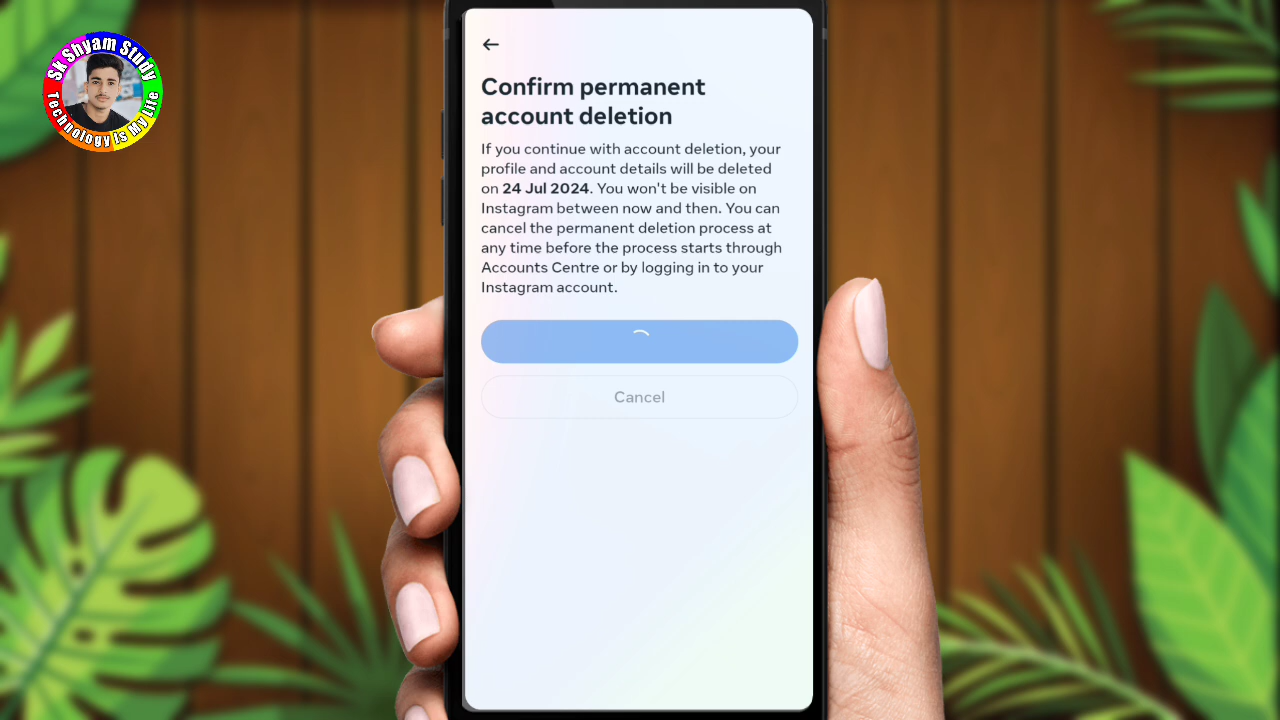 Sk Shyam Study
Technology is My Life
Confirm permanent
account deletion
If you continue with account deletion, your
profile and account details will be deleted
on 24 Jul 2024. You won't be visible on
Instagram between now and then. You can
cancel the permanent deletion process at
any time before the process starts through
Accounts Centre or by logging in to your
Instagram account.
Cancel